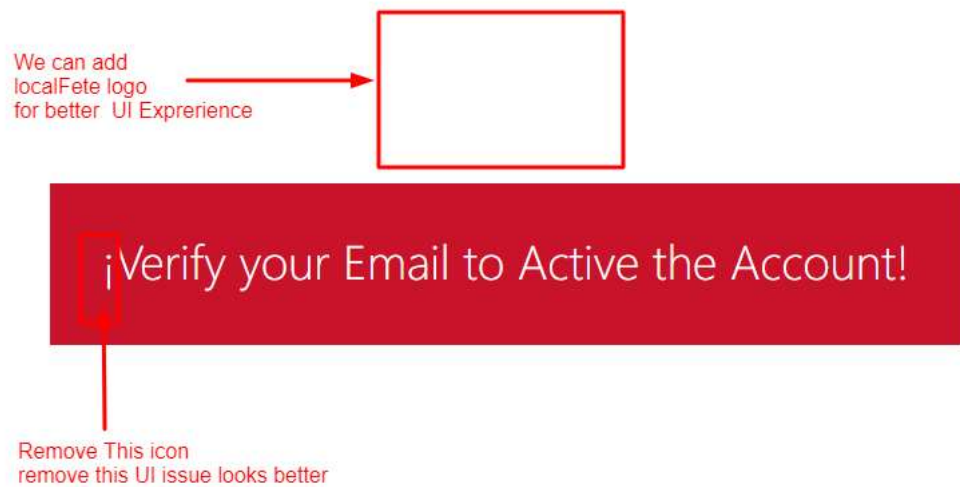 We can add
localFete logo
for better UI Exprerience
¡Verify your Email to Active the Account!
Remove This icon
remove this UI issue looks better